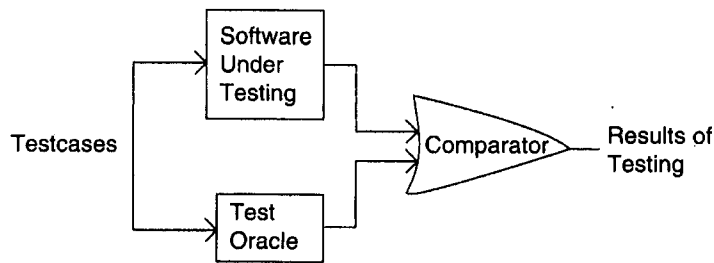 Software
Under
Testing
Testcases
Comparator
Results of
Testing
Test
Oracle